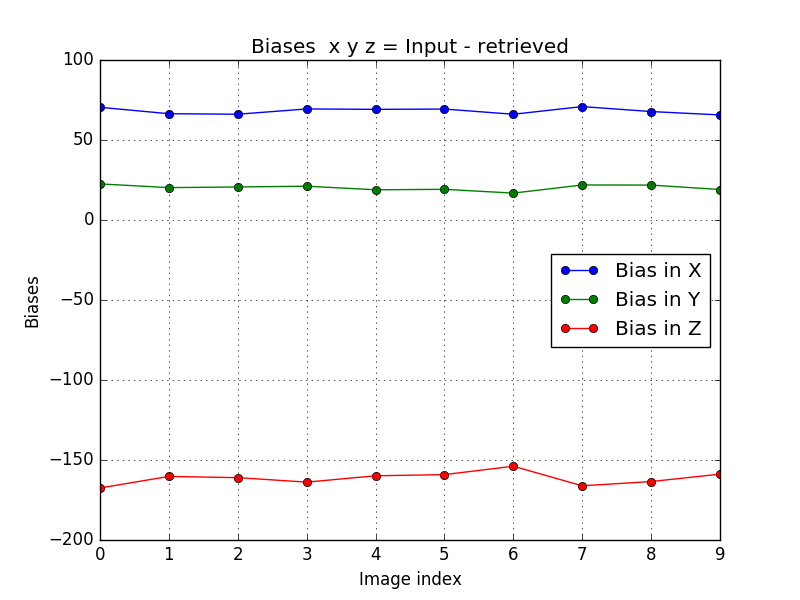 Biases  x y z = Input - retrieved
100
50
0
−50
−100
−150
−200
Biases
Bias in X
Bias in Y
Bias in Z
0 1 2 3 4 5 6 7 8 9
Image index